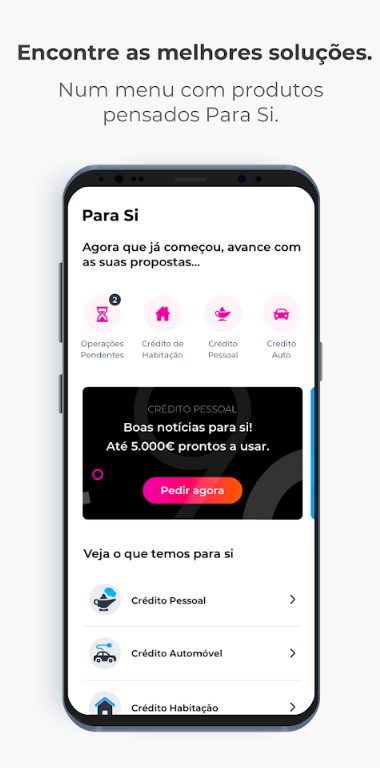 Encontre as melhores soluções.
Num menu com produtos
pensados Para Si.
Para Si
Agora que já começou, avance com
as suas propostas...
2
Operações
Pendentes
Crédito de
Habitação
Crédito
Pessoal
Crédito
Auto
CRÉDITO PESSOAL
Boas notícias para si!
Até 5.000€ prontos a usar.
Pedir agora
Veja o que temos para si
Crédito Pessoal
Crédito Automóvel
Crédito Habitação